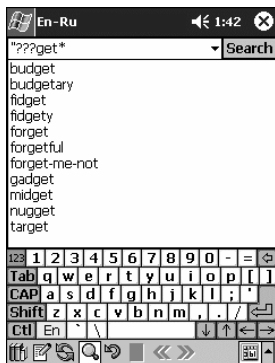 En-Ru 1:42
"???get* Search
budget
budgetary
fidget
fidgety
forget
forgetful
forget-me-not
gadget
midget
nugget
target
123 1 2 3 4 5 6 7 8 9 0 - =
Tab q w e r t y u i o p [ ]
CAP a s d f g h j k l ; '
Shift z x c v b n m , . /
Ctl En ` \